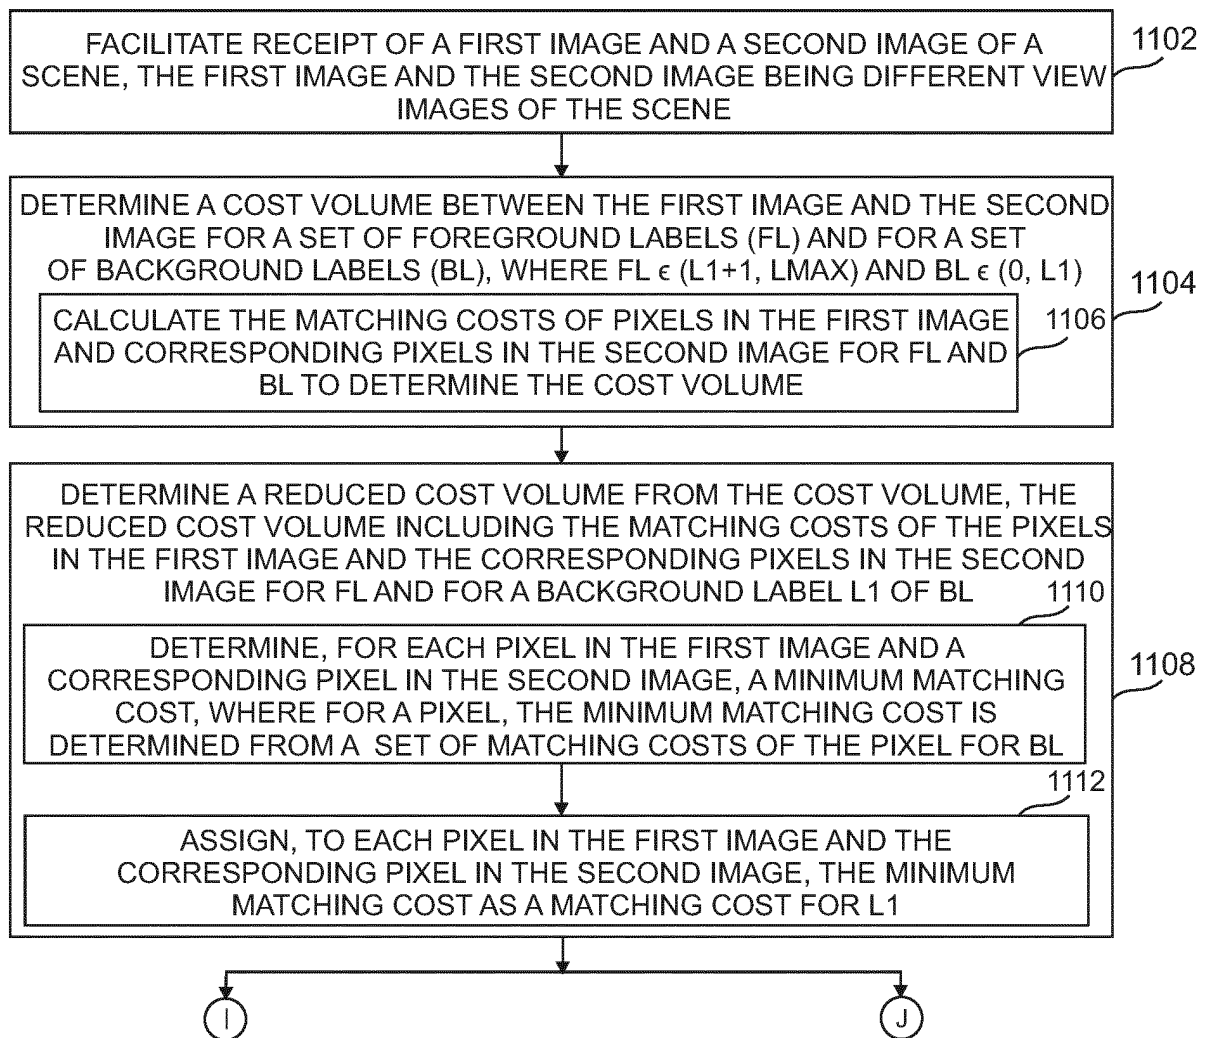 FACILITATE RECEIPT OF A FIRST IMAGE AND A SECOND IMAGE OF A
SCENE, THE FIRST IMAGE AND THE SECOND IMAGE BEING DIFFERENT VIEW
IMAGES OF THE SCENE
1102
DETERMINE A COST VOLUME BETWEEN THE FIRST IMAGE AND THE SECOND
IMAGE FOR A SET OF FOREGROUND LABELS (FL) AND FOR A SET
OF BACKGROUND LABELS (BL), WHERE FL ϵ (L1+1, LMAX) AND BL ϵ (0, L1)
1104
CALCULATE THE MATCHING COSTS OF PIXELS IN THE FIRST IMAGE
AND CORRESPONDING PIXELS IN THE SECOND IMAGE FOR FL AND
BL TO DETERMINE THE COST VOLUME
1106
DETERMINE A REDUCED COST VOLUME FROM THE COST VOLUME, THE
REDUCED COST VOLUME INCLUDING THE MATCHING COSTS OF THE PIXELS
IN THE FIRST IMAGE AND THE CORRESPONDING PIXELS IN THE SECOND
IMAGE FOR FL AND FOR A BACKGROUND LABEL L1 OF BL
1110
DETERMINE, FOR EACH PIXEL IN THE FIRST IMAGE AND A
CORRESPONDING PIXEL IN THE SECOND IMAGE, A MINIMUM MATCHING
COST, WHERE FOR A PIXEL, THE MINIMUM MATCHING COST IS
DETERMINED FROM A SET OF MATCHING COSTS OF THE PIXEL FOR BL
1108
1112
ASSIGN, TO EACH PIXEL IN THE FIRST IMAGE AND THE
CORRESPONDING PIXEL IN THE SECOND IMAGE, THE MINIMUM
MATCHING COST AS A MATCHING COST FOR L1
I
J